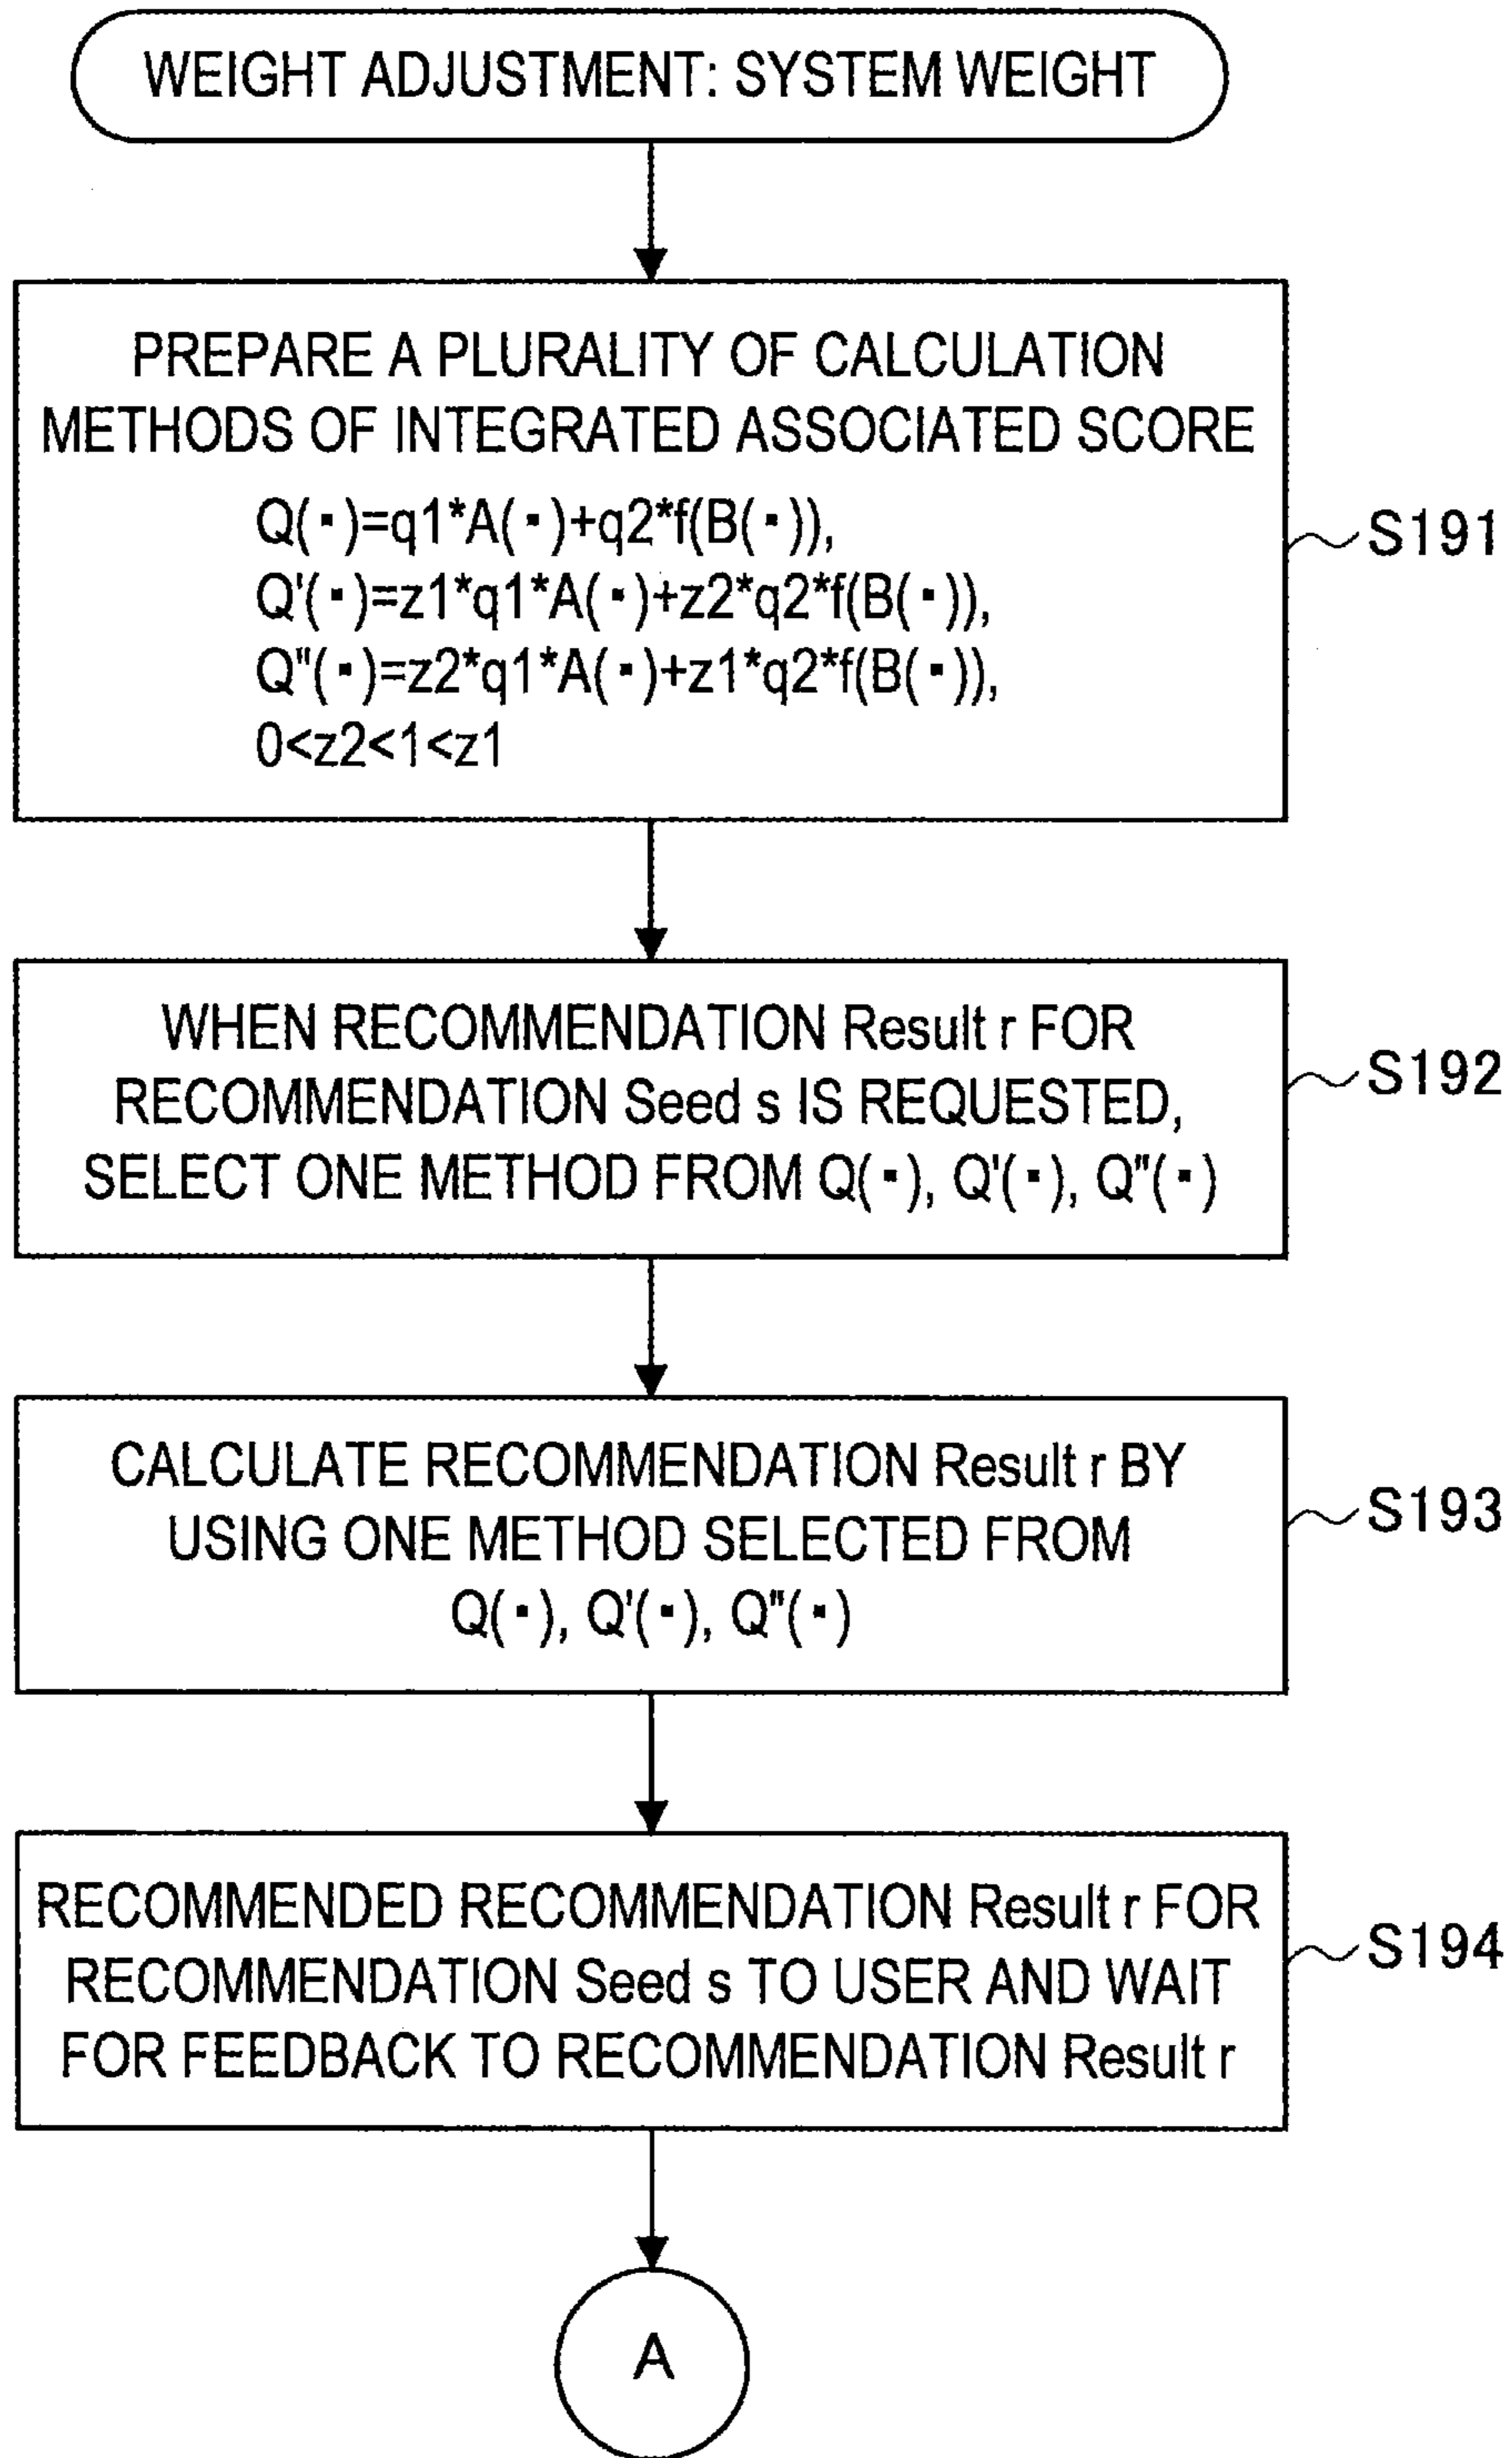 WEIGHT ADJUSTMENT: SYSTEM WEIGHT
PREPARE A PLURALITY OF CALCULATION
METHODS OF INTEGRATED ASSOCIATED SCORE
Q(▪)=q1*A(▪)+q2*f(B(▪)),
Q'(▪)=z1*q1*A(▪)+z2*q2*f(B(▪)),
Q"(▪)=z2*q1*A(▪)+z1*q2*f(B(▪)),
0<z2<1<z1
S191
WHEN RECOMMENDATION Result r FOR
RECOMMENDATION Seed s IS REQUESTED,
SELECT ONE METHOD FROM Q(▪), Q'(▪), Q"(▪)
S192
CALCULATE RECOMMENDATION Result r BY
USING ONE METHOD SELECTED FROM
Q(▪), Q'(▪), Q"(▪)
S193
RECOMMENDED RECOMMENDATION Result r FOR
RECOMMENDATION Seed s TO USER AND WAIT
FOR FEEDBACK TO RECOMMENDATION Result r
S194
A